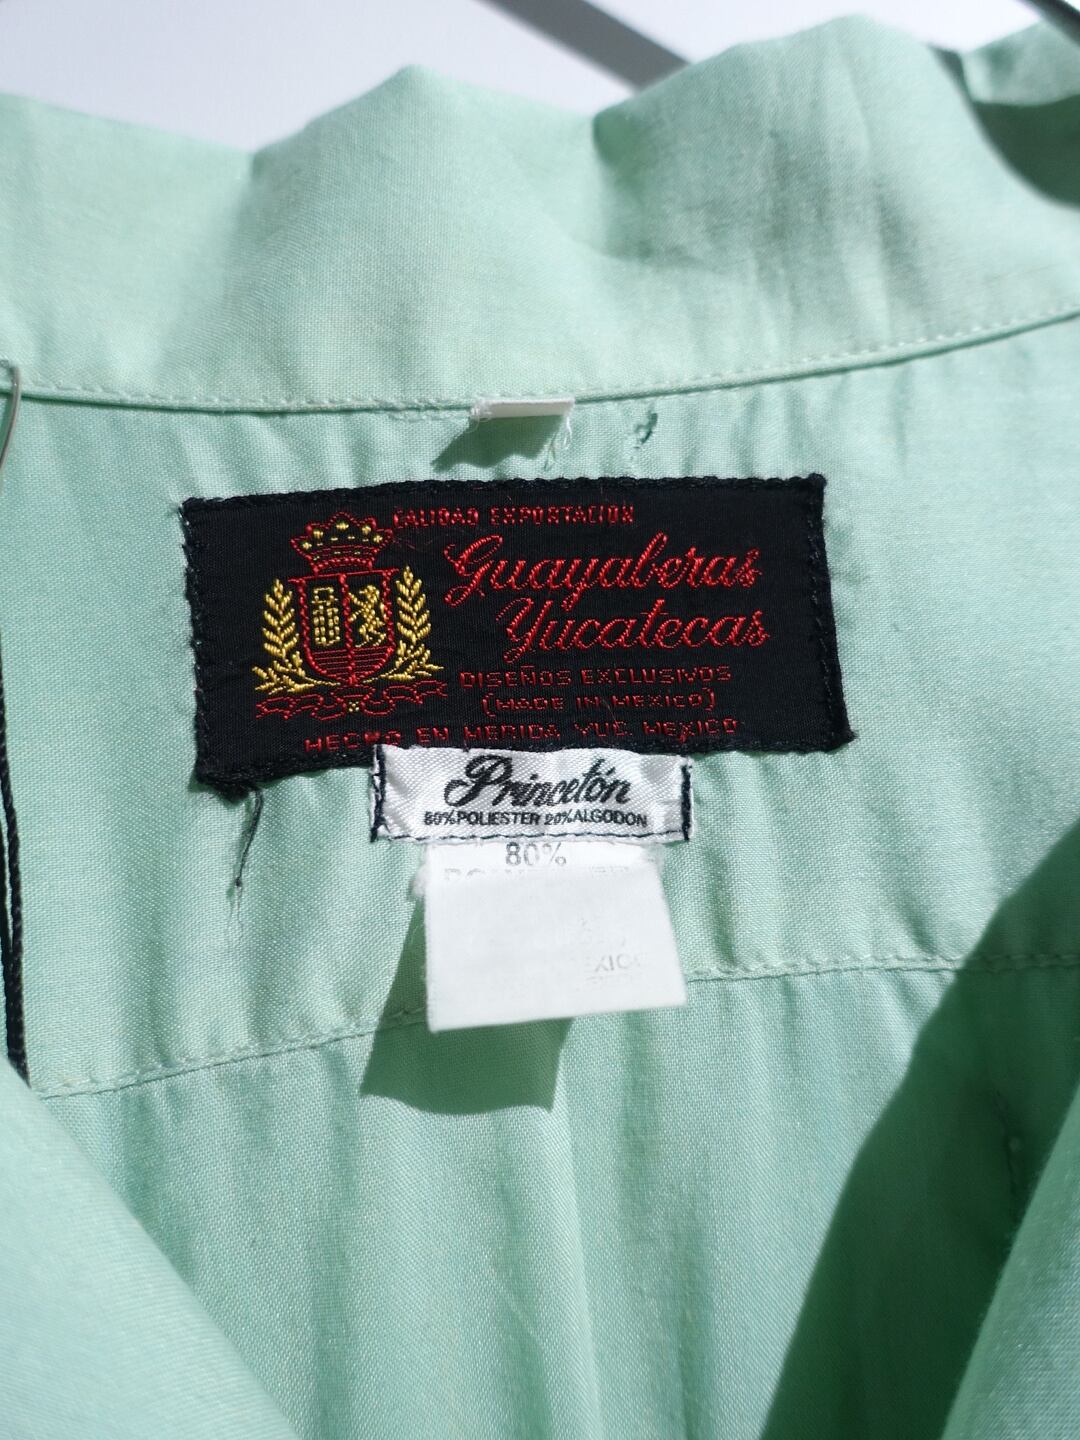 CALIDAD EXPORTACION
Guayaberas
Yucatecas
DISEÑOS EXCLUSIVOS
(MADE IN MEXICO)
HECHO EN MERIDA YUC. MEXICO
Princetón
80% POLIESTER 20% ALGODON
80%